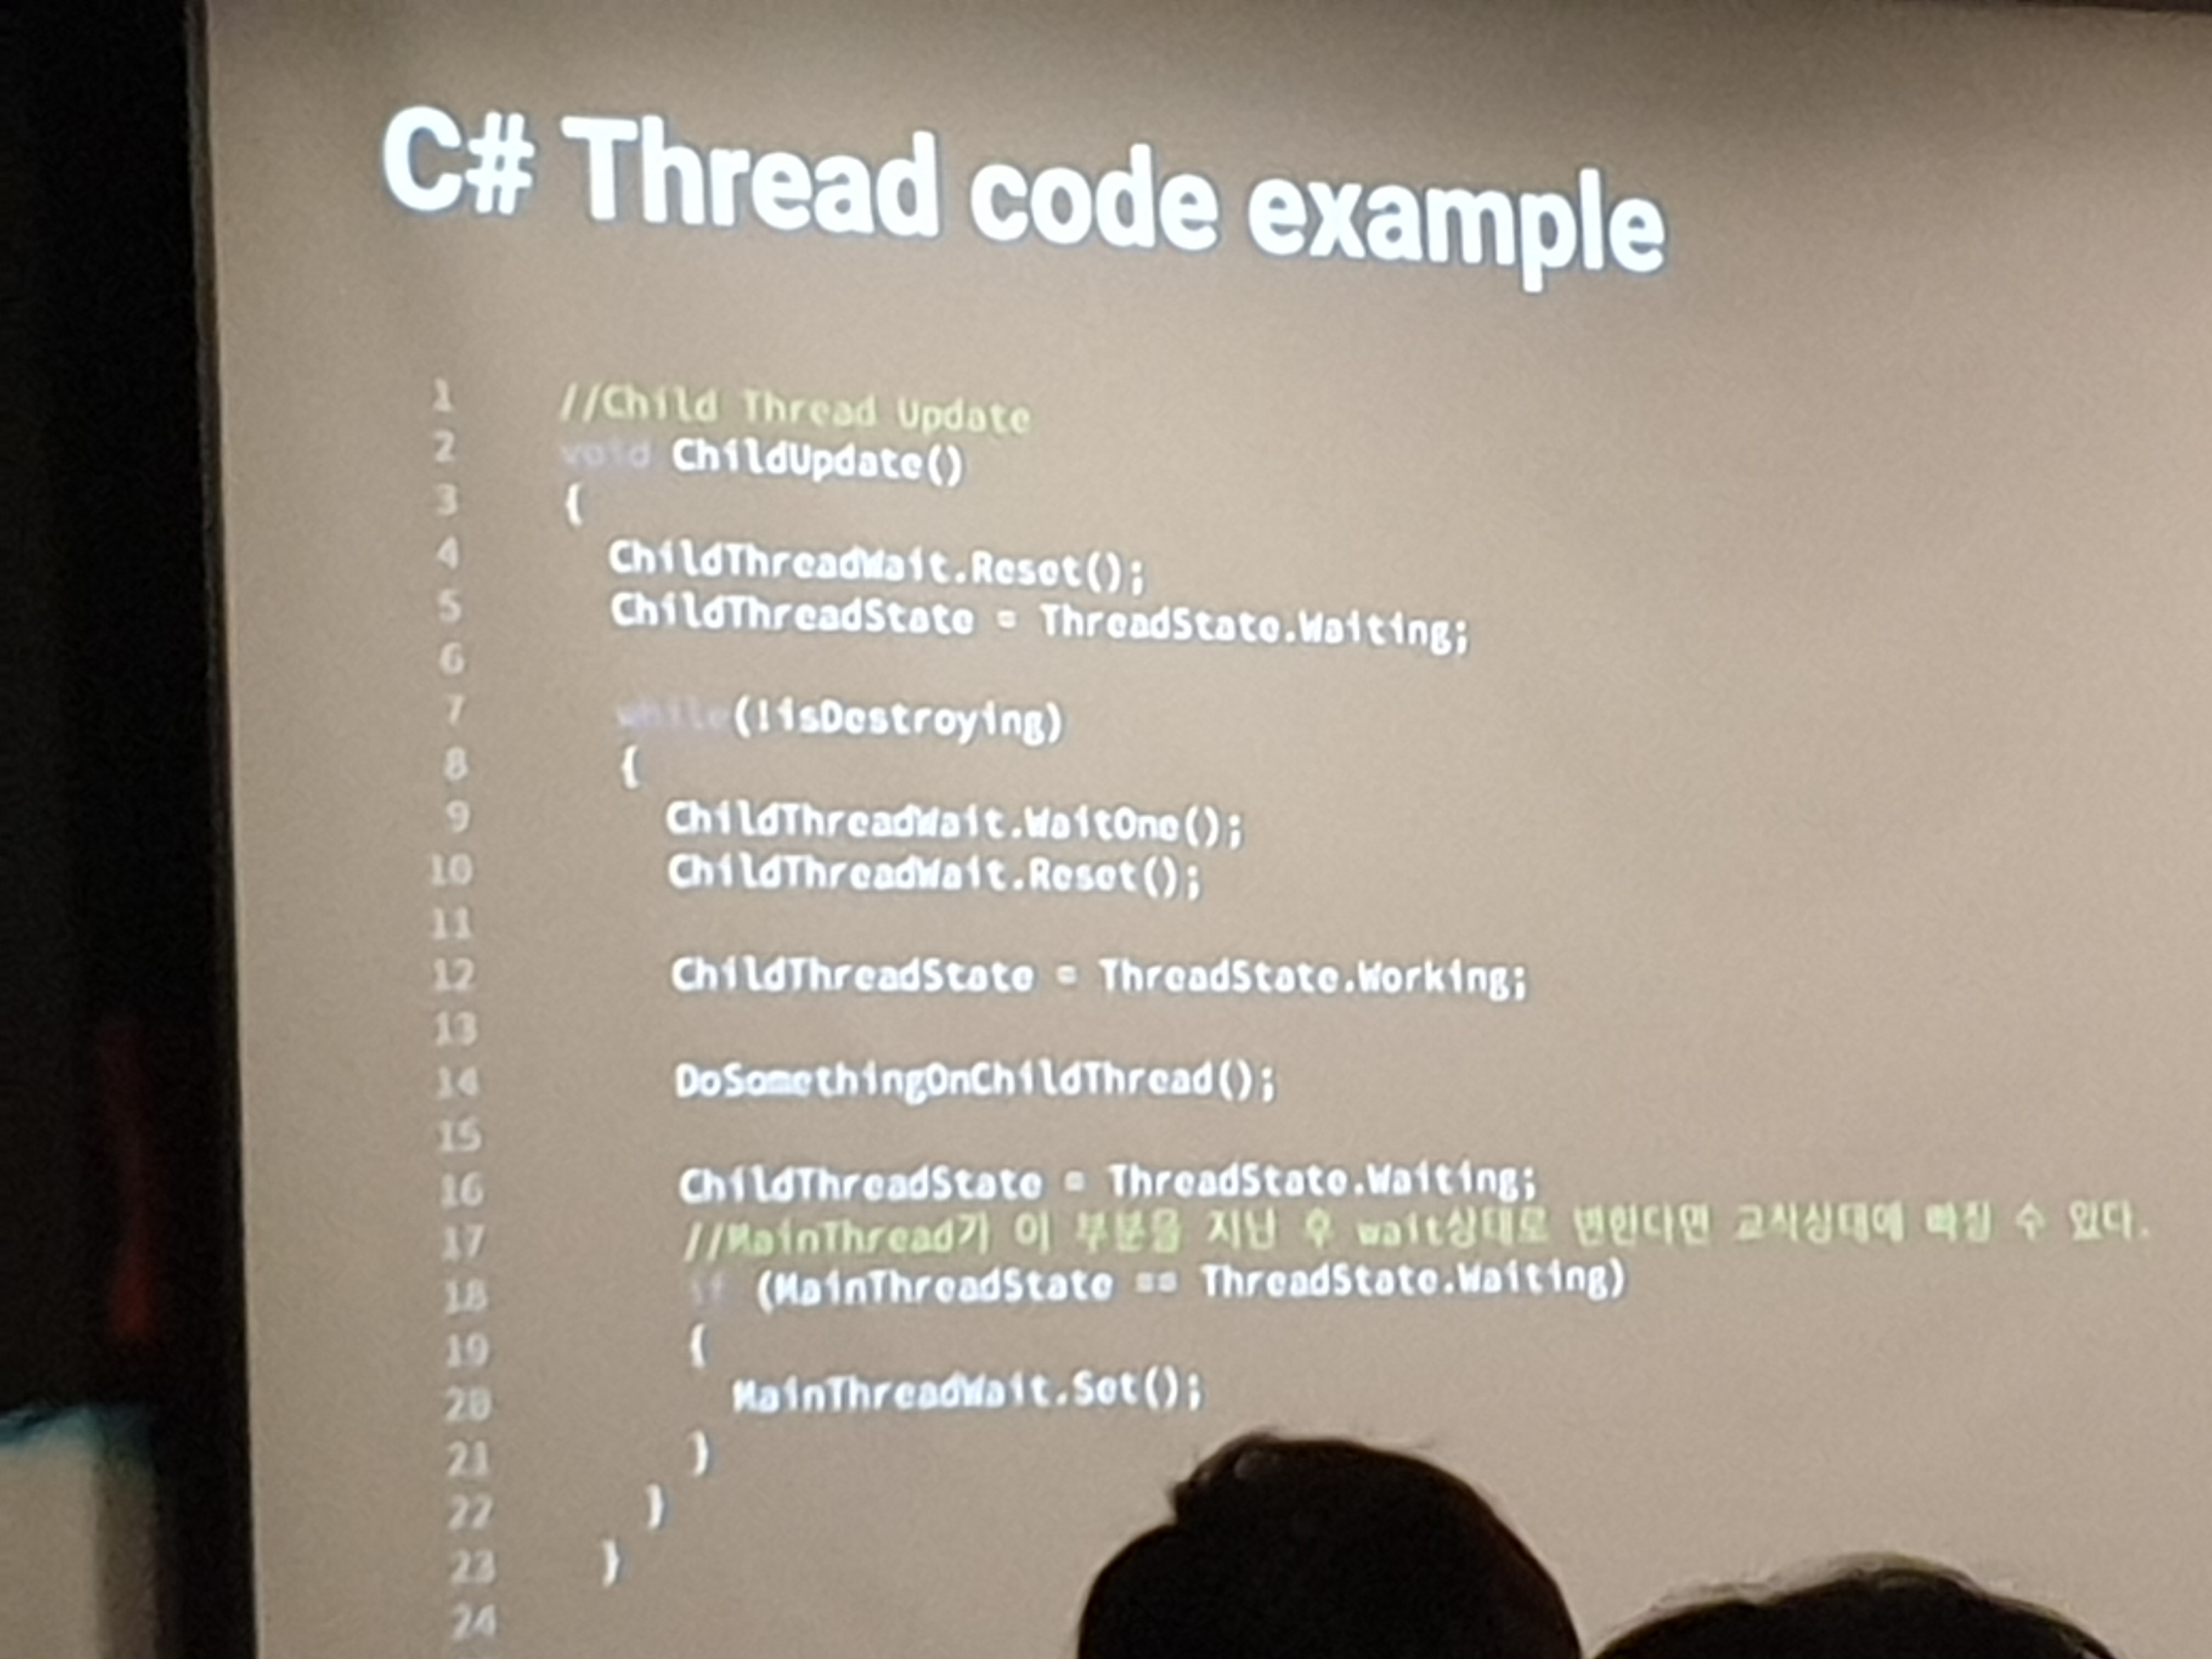 C# Thread code example
1 //Child Thread Update
2 void ChildUpdate()
3 {
4 ChildThreadWait.Reset();
5 ChildThreadState = ThreadState.Waiting;
6
7 while(!isDestroying)
8 {
9 ChildThreadWait.WaitOne();
10 ChildThreadWait.Reset();
11
12 ChildThreadState = ThreadState.Working;
13
14 DoSomethingOnChildThread();
15
16 ChildThreadState = ThreadState.Waiting;
17 //MainThread가 이 부분을 지난 후 wait상태로 변한다면 교착상태에 빠질 수 있다.
18 if (MainThreadState == ThreadState.Waiting)
19 {
20 MainThreadWait.Set();
21 }
22 }
23 }
24